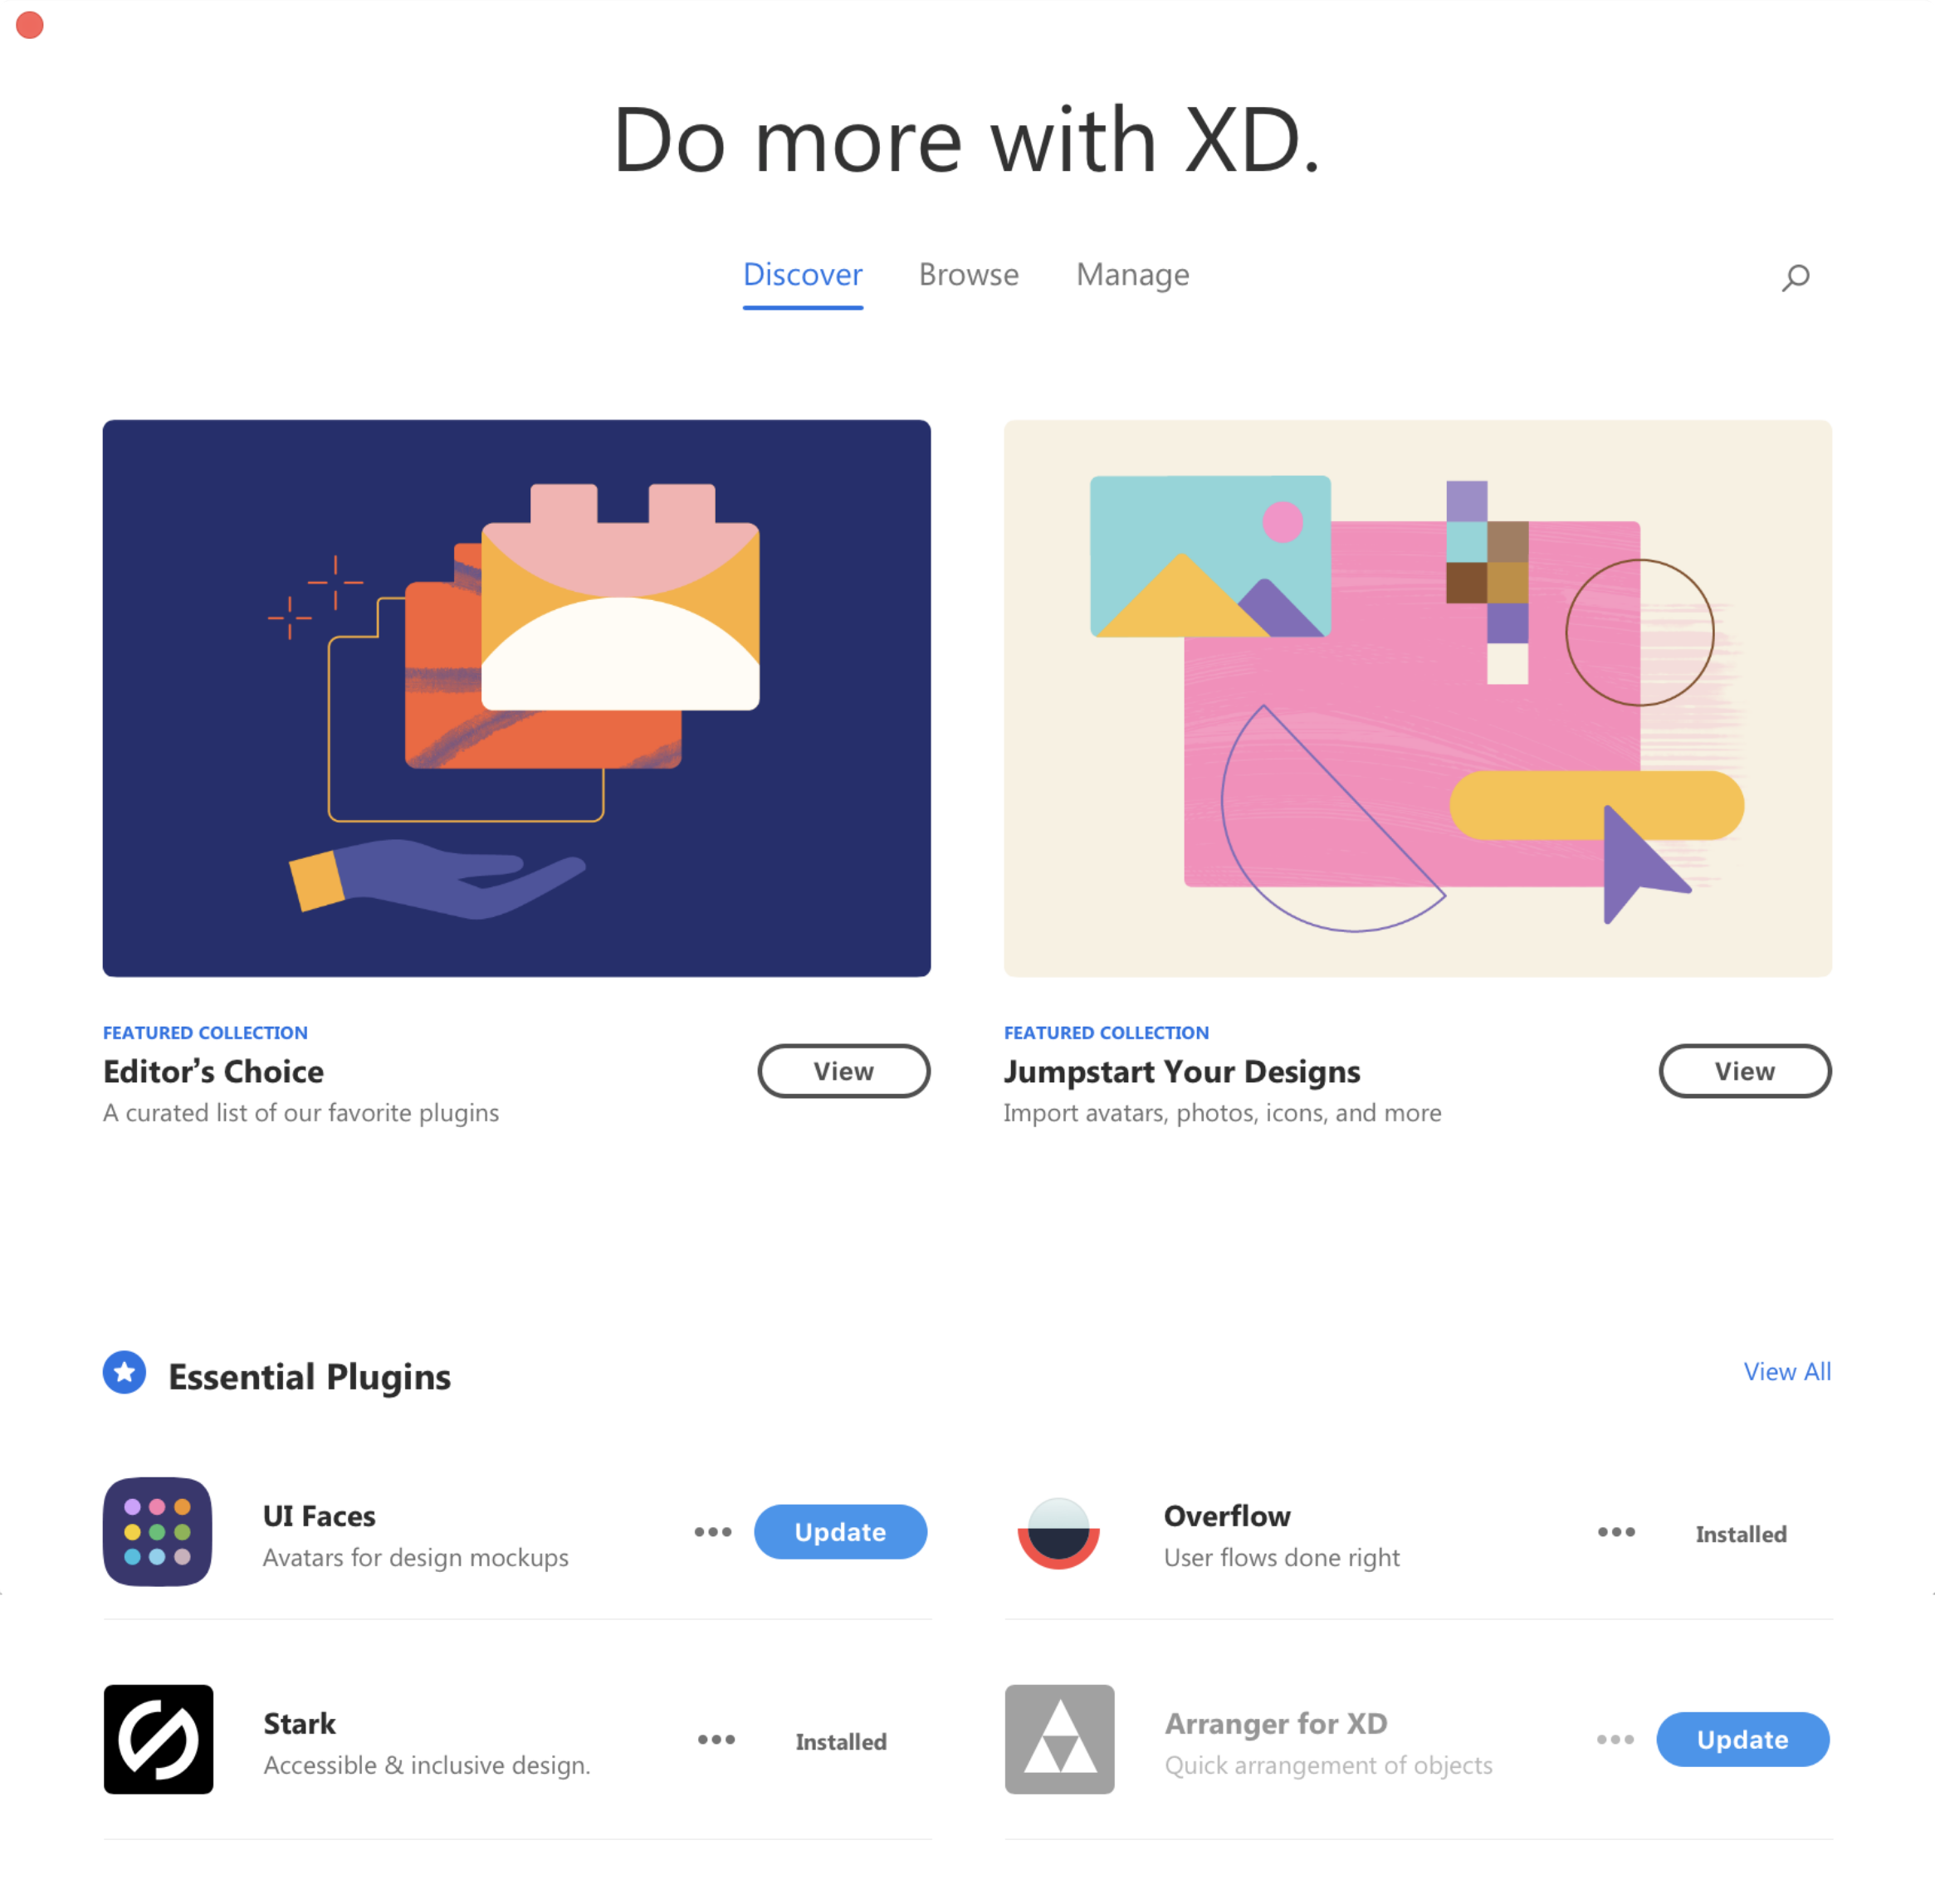 Do more with XD.
Discover
Browse
Manage
FEATURED COLLECTION
Editor’s Choice
A curated list of our favorite plugins
View
FEATURED COLLECTION
Jumpstart Your Designs
Import avatars, photos, icons, and more
View
Essential Plugins
View All
UI Faces
Avatars for design mockups
Update
Overflow
User flows done right
Installed
Stark
Accessible & inclusive design.
Installed
Arranger for XD
Quick arrangement of objects
Update